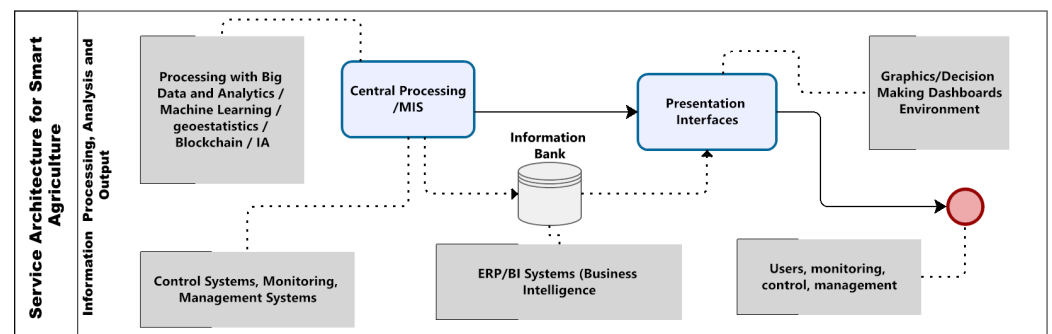 Service Architecture for Smart
Agriculture
Information Processing, Analysis and
Output
Processing with Big
Data and Analytics /
Machine Learning /
geoestatistics /
Blockchain / IA
Central Processing
/MIS
Presentation
Interfaces
Graphics/Decision
Making Dashboards
Environment
Information
Bank
Control Systems, Monitoring,
Management Systems
ERP/BI Systems (Business
Intelligence
Users, monitoring,
control, management